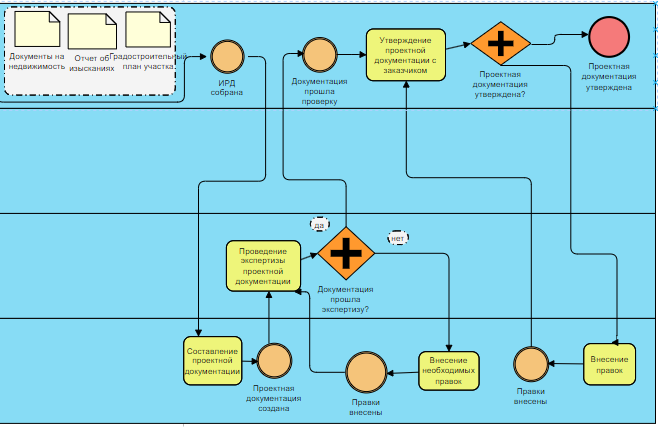 Документы на
недвижимость
Отчет об
изысканиях
Градостроительный
план участка
ИРД
собрана
Документация
прошла
проверку
Утверждение
проектной
документации с
заказчиком
Проектная
документация
утверждена?
Проектная
документация
утверждена
да
нет
Проведение
экспертизы
проектной
документации
Документация
прошла
экспертизу?
Составление
проектной
документации
Проектная
документация
создана
Правки
внесены
Внесение
необходимых
правок
Правки
внесены
Внесение
правок